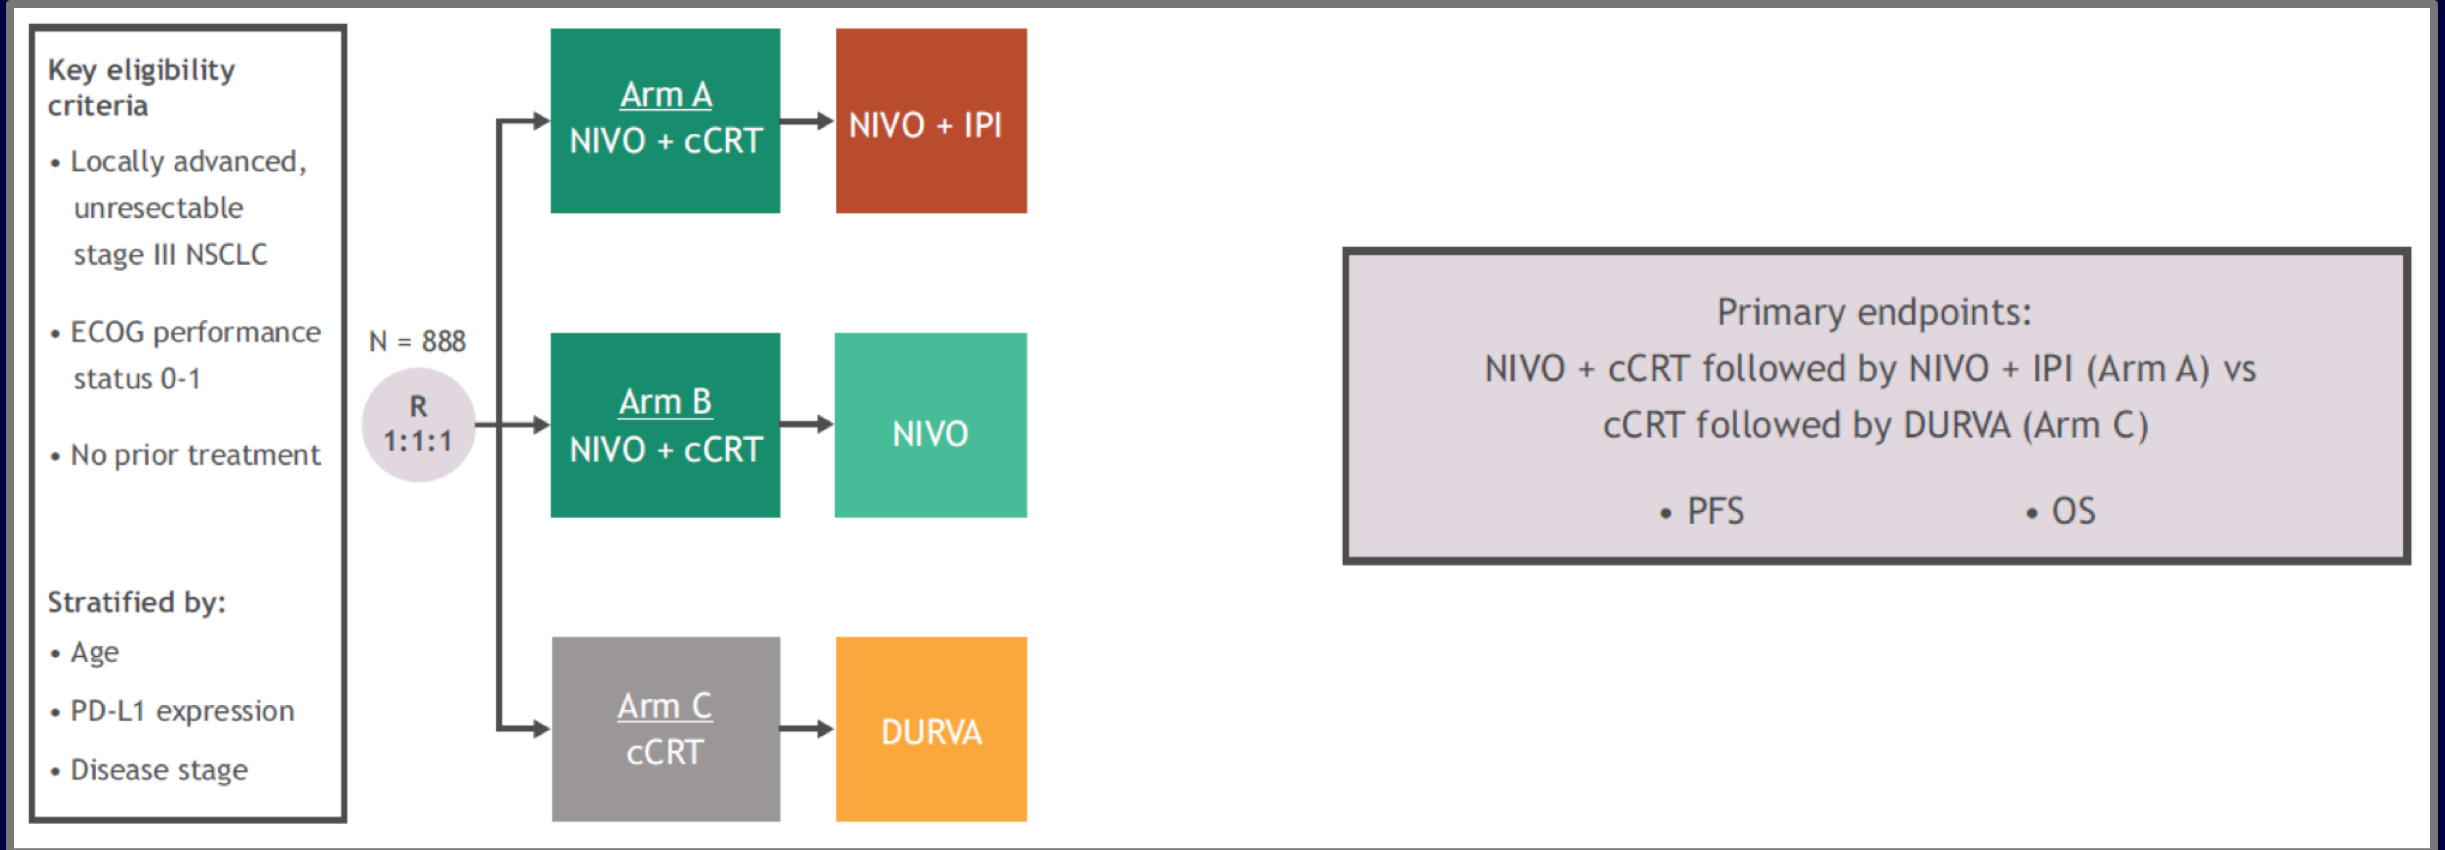 Key eligibility
criteria
• Locally advanced,
unresectable
stage III NSCLC
• ECOG performance
status 0-1
• No prior treatment
Stratified by:
• Age
• PD-L1 expression
• Disease stage
N = 888
R
1:1:1
Arm A
NIVO + cCRT
NIVO + IPI
Arm B
NIVO + cCRT
NIVO
Arm C
cCRT
DURVA
Primary endpoints:
NIVO + cCRT followed by NIVO + IPI (Arm A) vs
cCRT followed by DURVA (Arm C)
• PFS • OS